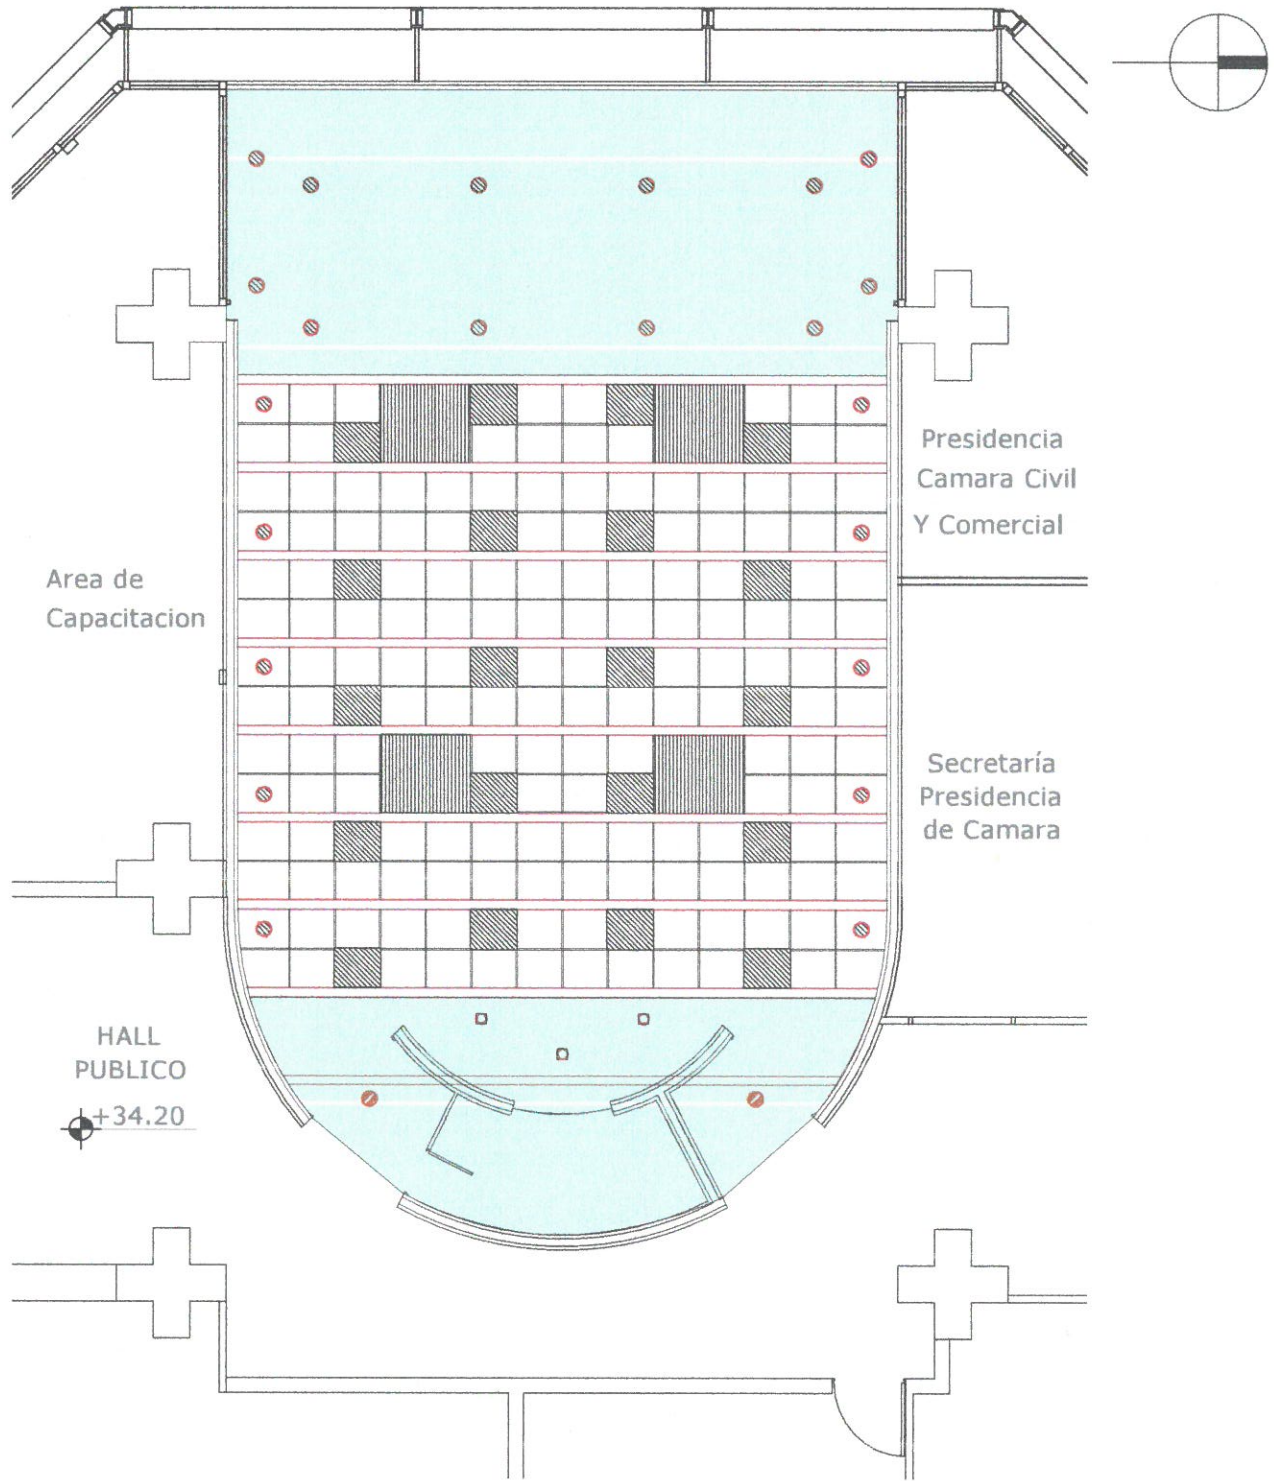 Presidencia
Camara Civil
Y Comercial
Area de
Capacitacion
Secretaría
Presidencia
de Camara
HALL
PUBLICO
+34.20